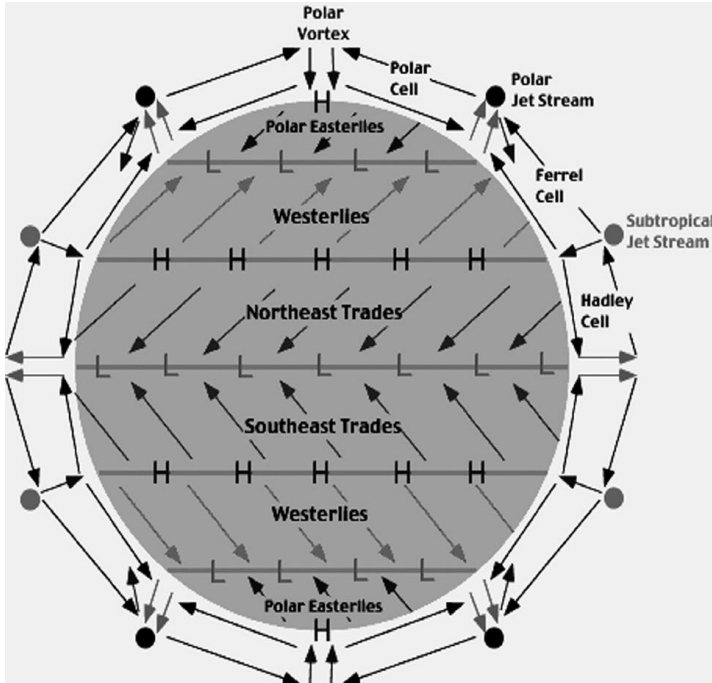 Polar
Vortex
Polar
Cell
Polar
Jet Stream
H
Polar Easterlies
L L L L
Ferrel
Cell
Westerlies
Subtropical
Jet Stream
H H H H H
Northeast Trades
Hadley
Cell
L L L L L L L
Southeast Trades
H H H H H
Westerlies
L L L L
Polar Easterlies
H